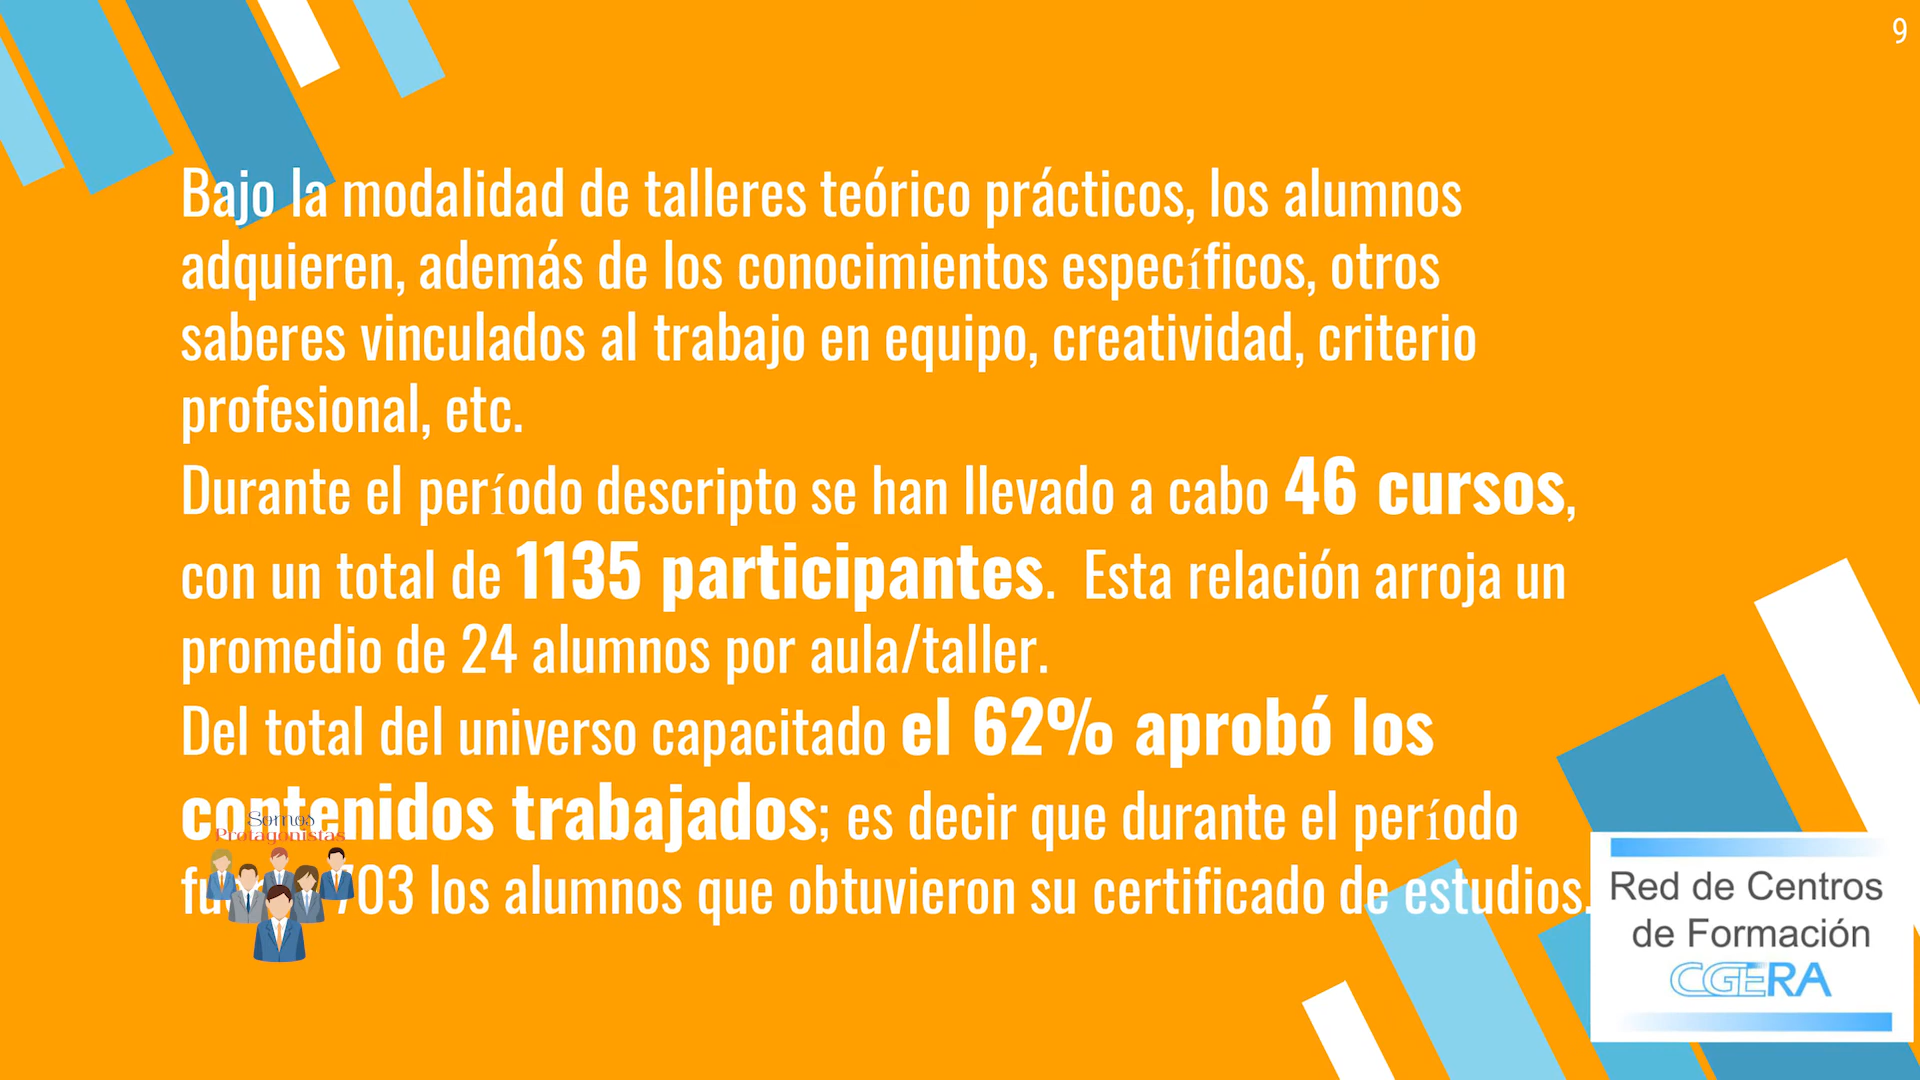 9
Bajo la modalidad de talleres teórico prácticos, los alumnos
adquieren, además de los conocimientos específicos, otros
saberes vinculados al trabajo en equipo, creatividad, criterio
profesional, etc.
Durante el período descripto se han llevado a cabo 46 cursos,
con un total de 1135 participantes. Esta relación arroja un
promedio de 24 alumnos por aula/taller.
Del total del universo capacitado el 62% aprobó los
contenidos trabajados; es decir que durante el período
703 los alumnos que obtuvieron su certificado de estudios.
Somos
Protagonistas
Red de Centros
de Formación
CGERA